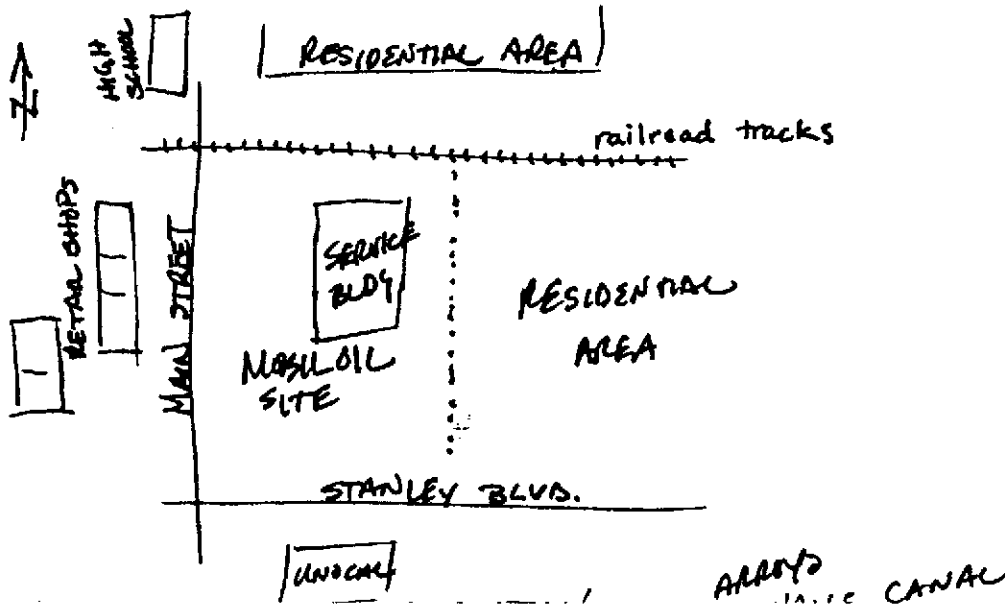 N
HIGH
SCHOOL
RESIDENTIAL AREA
railroad tracks
RETAIL SHOPS
MAIN STREET
SERVICE
BLDG
RESIDENTIAL
AREA
MOBIL OIL
SITE
STANLEY BLVD.
UNOCAL
ARROYO
CANAL